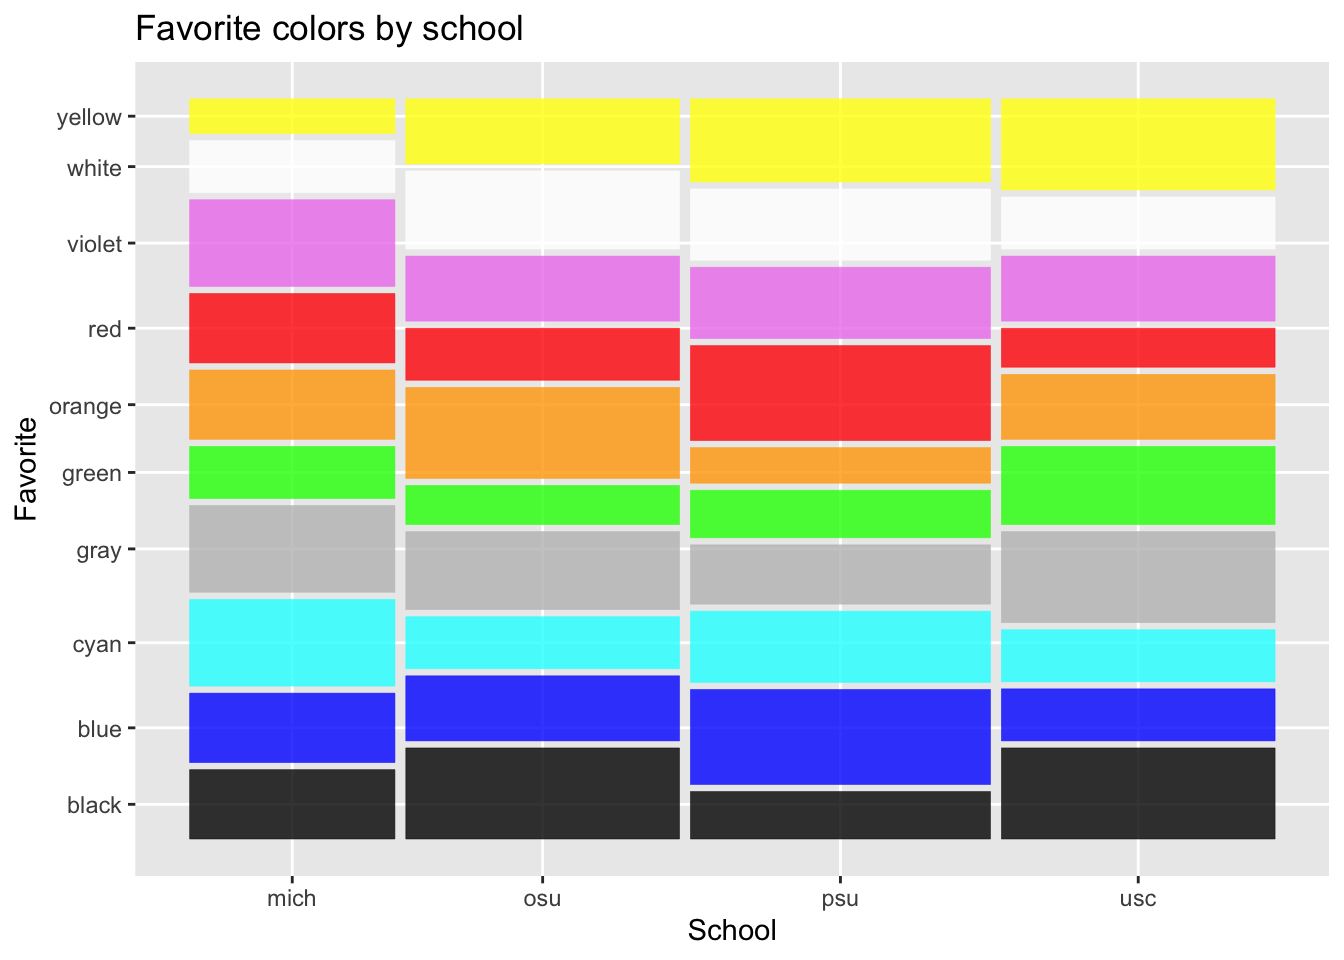 Favorite colors by school
yellow
white
violet
red
orange
green
gray
cyan
blue
black
Favorite
mich osu psu usc
School